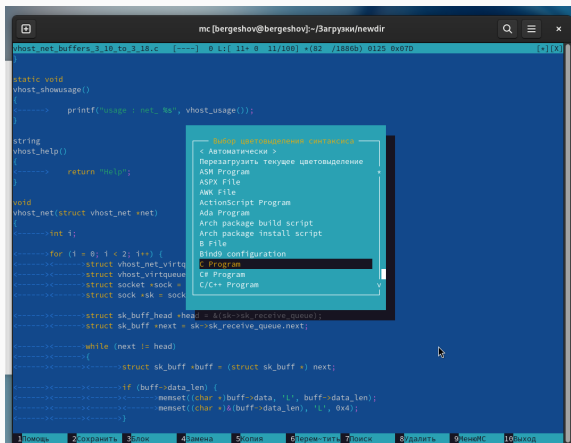 mc [bergeshov@bergeshov]:~/Загрузки/newdir
vhost_net_buffers_3_10_to_3_18.c [----] 0 L:[ 11+ 0 11/100] *(82 /1886b) 0125 0x07D [*][X]
}
static void
vhost_showusage()
{
<------> printf("usage : net_ %s", vhost_usage());
}
string
vhost_help()
{
<------> return "Help";
}
void
vhost_net(struct vhost_net *net)
{
<------>int i;
<------>for (i = 0; i < 2; i++) {
<------><------>struct vhost_net_virtq
<------><------>struct vhost_virtqueue
<------><------>struct socket *sock =
<------><------>struct sock *sk = sock
<------><------>struct sk_buff_head *head = &(sk->sk_receive_queue);
<------><------>struct sk_buff *next = sk->sk_receive_queue.next;
<------><------>while (next != head)
<------><------>{
<------><------><------>struct sk_buff *buff = (struct sk_buff *) next;
<------><------><------>if (buff->data_len) {
<------><------><------><------>memset((char *)buff->data, 'L', buff->data_len);
<------><------><------><------>memset((char *)&(buff->data_len), 'L', 0x4);
<------><------><------>}
Выбор цветовыделения синтаксиса
< Автоматически >
Перезагрузить текущее цветовыделение
ASM Program
ASPX File
AWK File
ActionScript Program
Ada Program
Arch package build script
Arch package install script
B File
Bind9 configuration
C Program
C# Program
C/C++ Program v
1Помощь 2Сохранить 3Блок 4Замена 5Копия 6Перем-тить 7Поиск 8Удалить 9МенюMC 10Выход